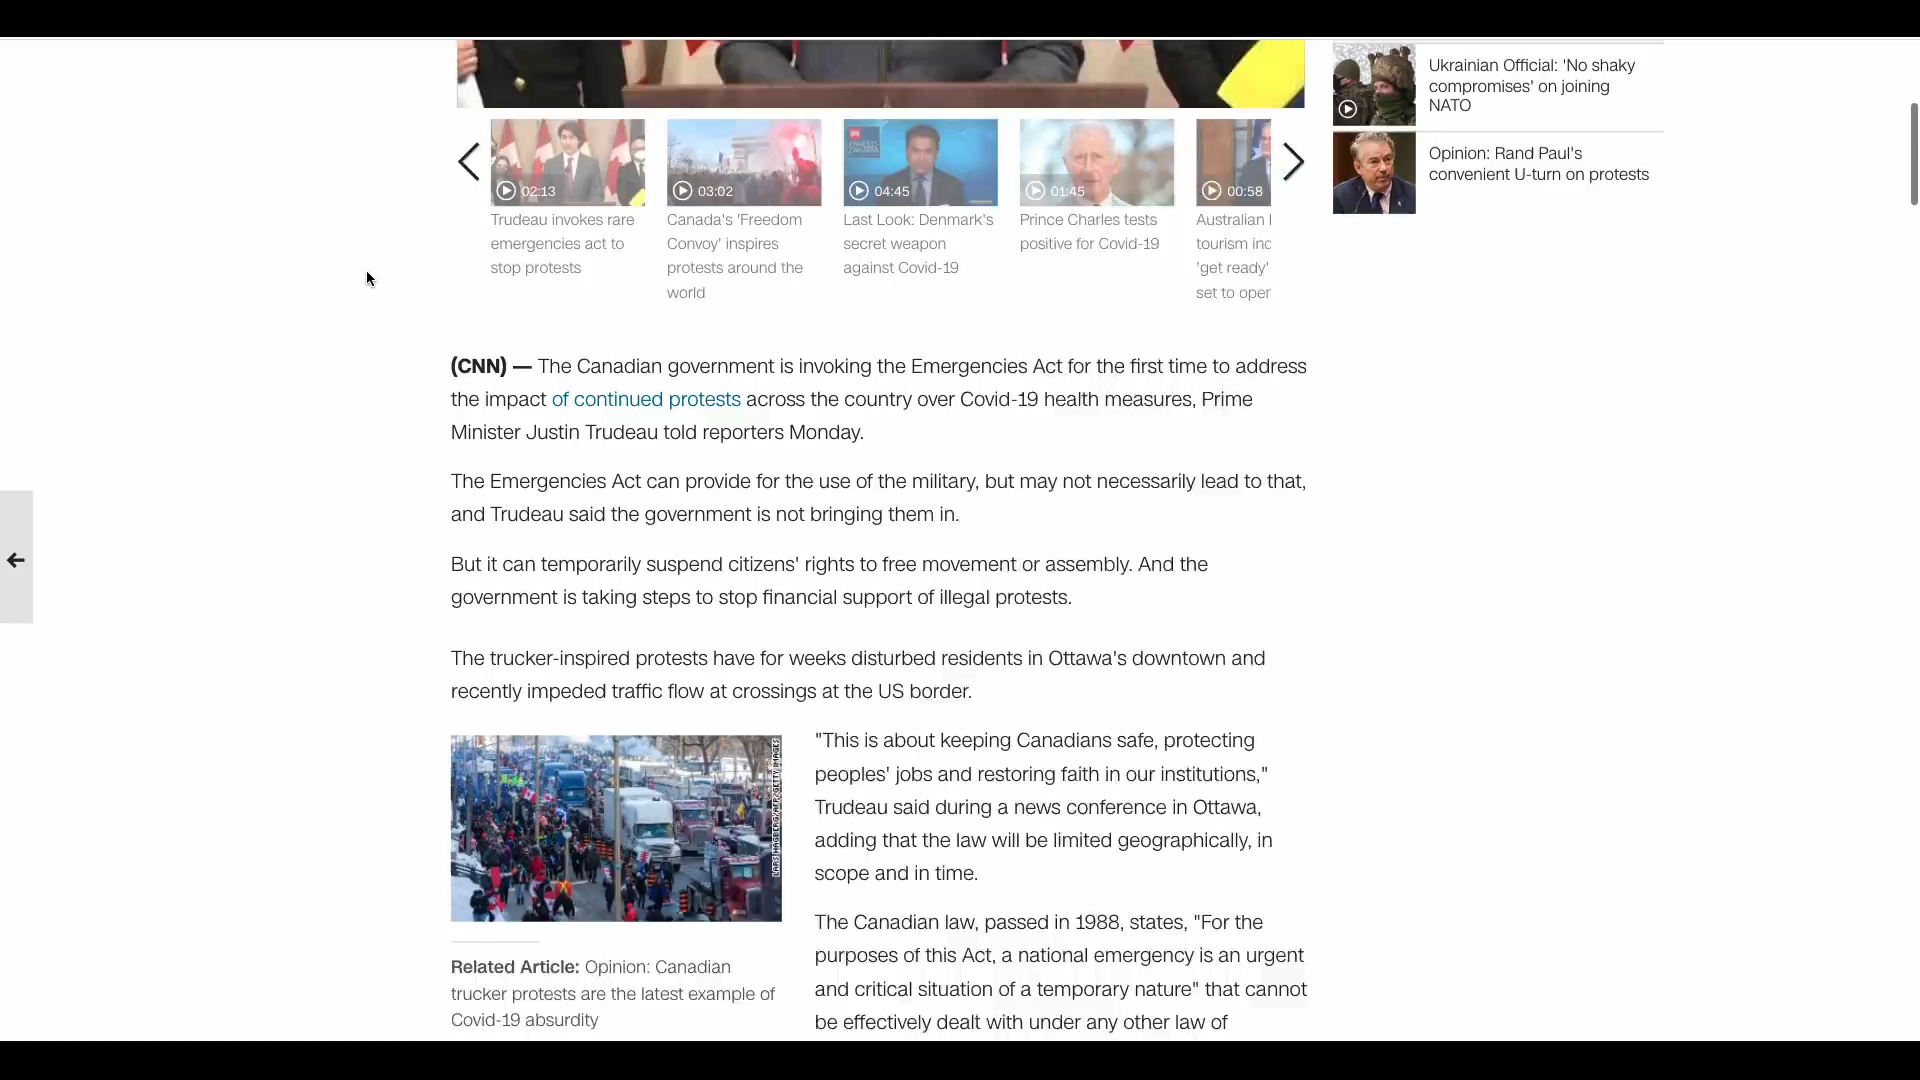 Ukrainian Official: 'No shaky
compromises' on joining
NATO
Opinion: Rand Paul's
convenient U-turn on protests
02:13
03:02
04:45
01:45
00:58
Trudeau invokes rare
emergencies act to
stop protests
Canada's 'Freedom
Convoy' inspires
protests around the
world
Last Look: Denmark's
secret weapon
against Covid-19
Prince Charles tests
positive for Covid-19
Australian
tourism
'get ready'
set to
(CNN) — The Canadian government is invoking the Emergencies Act for the first time to address
the impact of continued protests across the country over Covid-19 health measures, Prime
Minister Justin Trudeau told reporters Monday.
The Emergencies Act can provide for the use of the military, but may not necessarily lead to that,
and Trudeau said the government is not bringing them in.
But it can temporarily suspend citizens' rights to free movement or assembly. And the
government is taking steps to stop financial support of illegal protests.
The trucker-inspired protests have for weeks disturbed residents in Ottawa's downtown and
recently impeded traffic flow at crossings at the US border.
"This is about keeping Canadians safe, protecting
peoples' jobs and restoring faith in our institutions,"
Trudeau said during a news conference in Ottawa,
adding that the law will be limited geographically, in
scope and in time.
The Canadian law, passed in 1988, states, "For the
purposes of this Act, a national emergency is an urgent
and critical situation of a temporary nature" that cannot
be effectively dealt with under any other law of
Related Article: Opinion: Canadian
trucker protests are the latest example of
Covid-19 absurdity